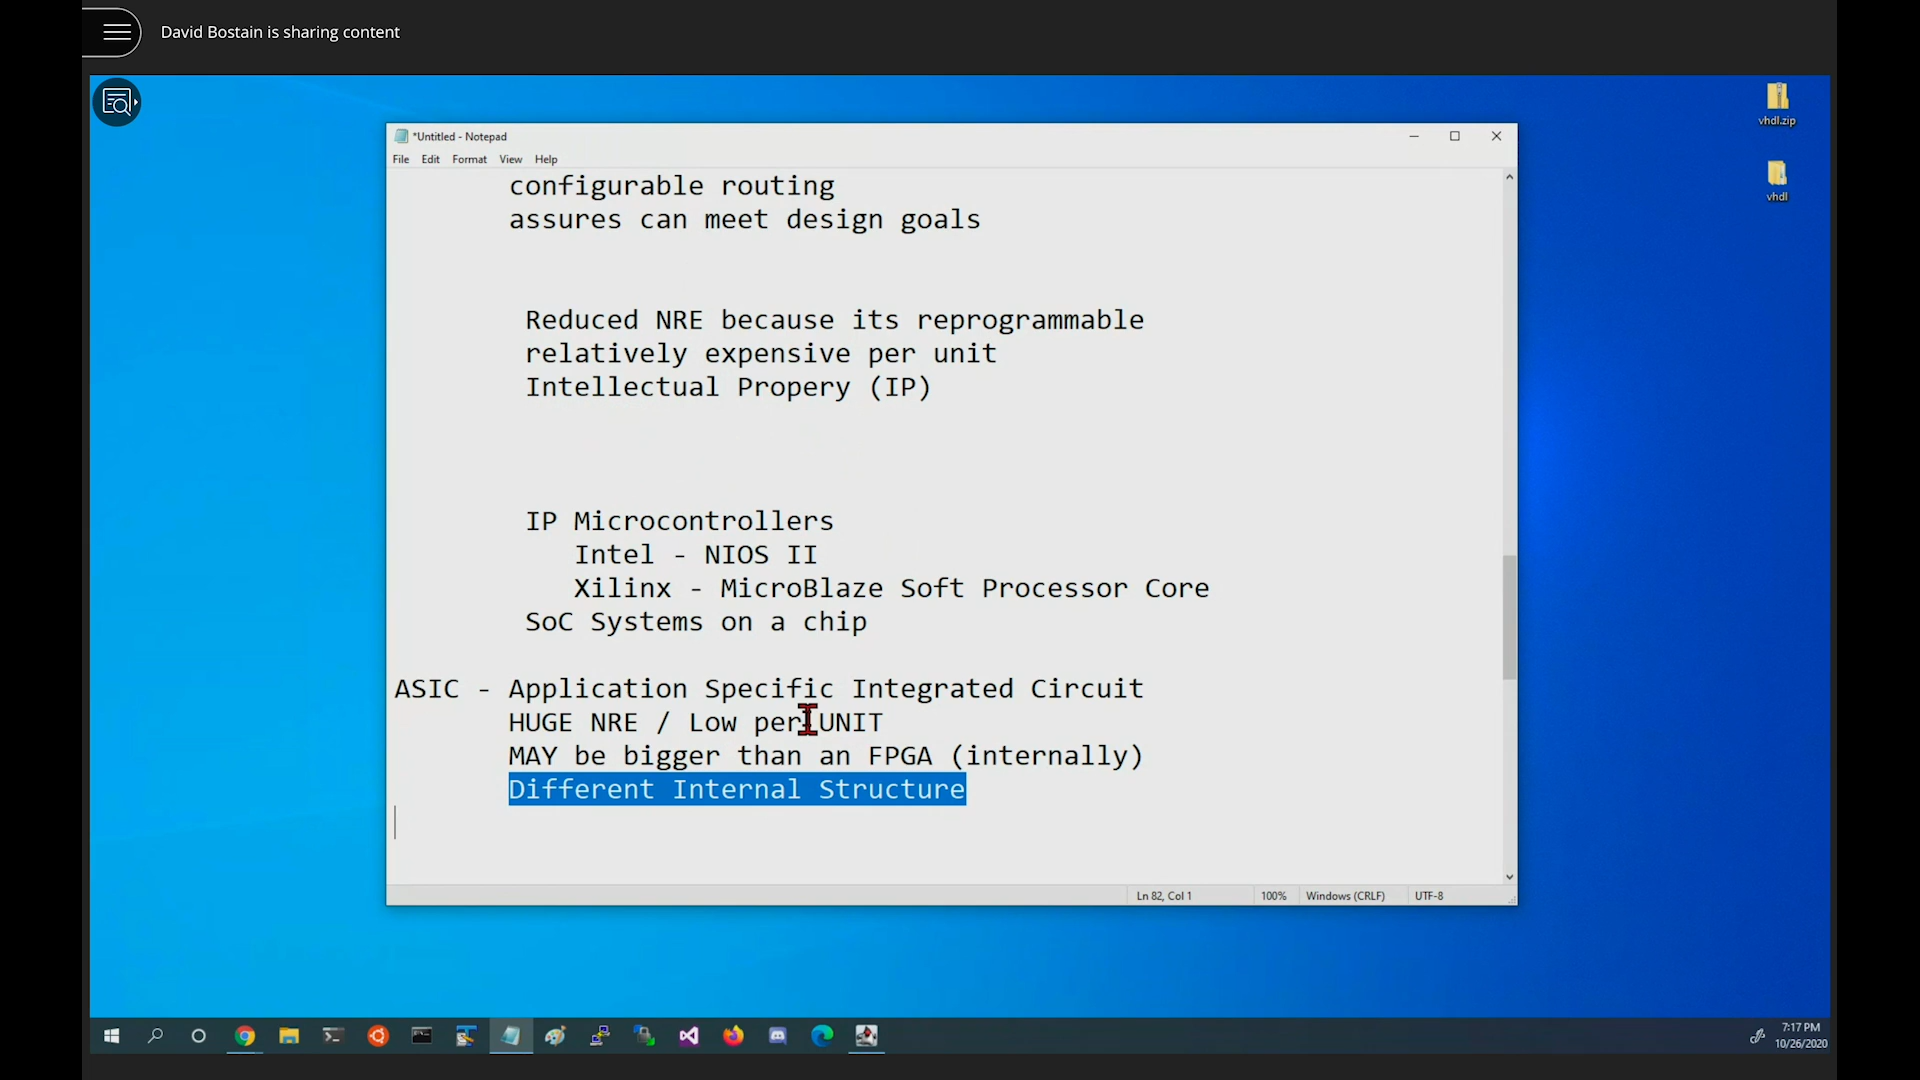 David Bostain is sharing content
vhdl.zip
vhdl
*Untitled - Notepad
File Edit Format View Help
configurable routing
assures can meet design goals
Reduced NRE because its reprogrammable
relatively expensive per unit
Intellectual Propery (IP)
IP Microcontrollers
Intel - NIOS II
Xilinx - MicroBlaze Soft Processor Core
SoC Systems on a chip
ASIC - Application Specific Integrated Circuit
HUGE NRE / Low per UNIT
MAY be bigger than an FPGA (internally)
Different Internal Structure
Ln 82, Col 1 100% Windows (CRLF) UTF-8
7:17 PM
10/26/2020